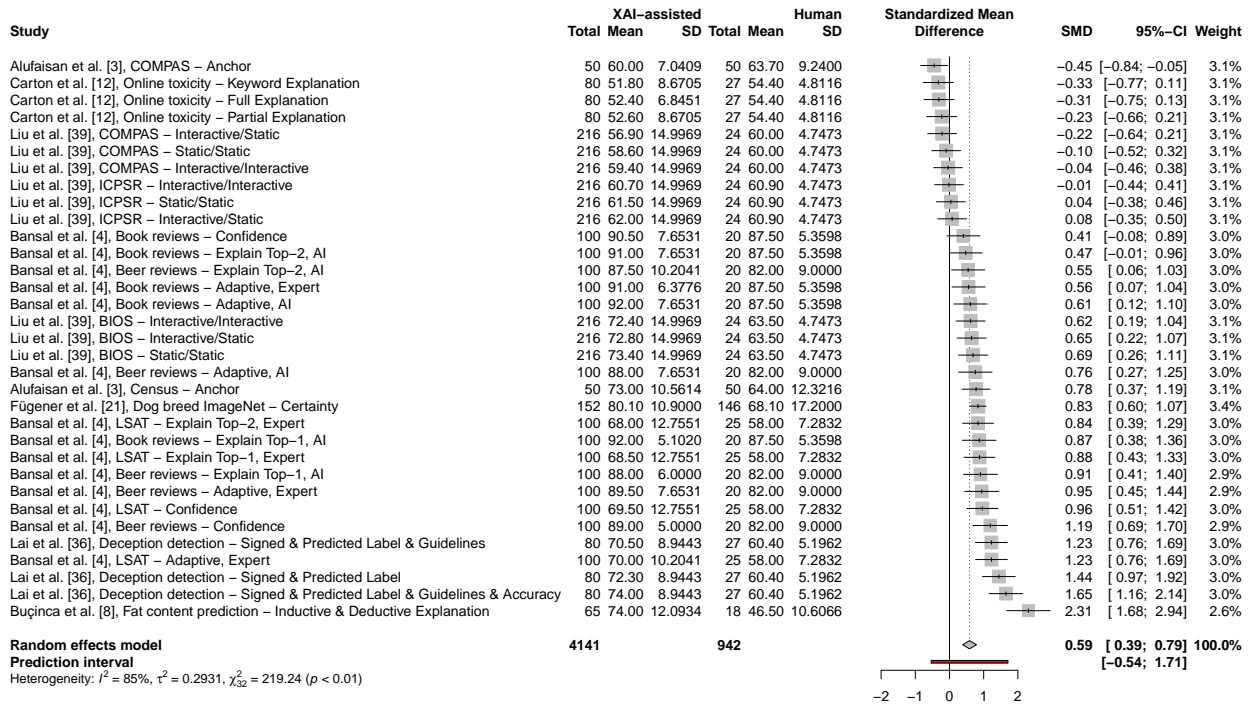 XAI−assisted Human Standardized Mean
Study Total Mean SD Total Mean SD Difference SMD 95%−CI Weight
Alufaisan et al. [3], COMPAS − Anchor 50 60.00 7.0409 50 63.70 9.2400 −0.45 [−0.84; −0.05] 3.1%
Carton et al. [12], Online toxicity − Keyword Explanation 80 51.80 8.6705 27 54.40 4.8116 −0.33 [−0.77; 0.11] 3.1%
Carton et al. [12], Online toxicity − Full Explanation 80 52.40 6.8451 27 54.40 4.8116 −0.31 [−0.75; 0.13] 3.1%
Carton et al. [12], Online toxicity − Partial Explanation 80 52.60 8.6705 27 54.40 4.8116 −0.23 [−0.66; 0.21] 3.1%
Liu et al. [39], COMPAS − Interactive/Static 216 56.90 14.9969 24 60.00 4.7473 −0.22 [−0.64; 0.21] 3.1%
Liu et al. [39], COMPAS − Static/Static 216 58.60 14.9969 24 60.00 4.7473 −0.10 [−0.52; 0.32] 3.1%
Liu et al. [39], COMPAS − Interactive/Interactive 216 59.40 14.9969 24 60.00 4.7473 −0.04 [−0.46; 0.38] 3.1%
Liu et al. [39], ICPSR − Interactive/Interactive 216 60.70 14.9969 24 60.90 4.7473 −0.01 [−0.44; 0.41] 3.1%
Liu et al. [39], ICPSR − Static/Static 216 61.50 14.9969 24 60.90 4.7473 0.04 [−0.38; 0.46] 3.1%
Liu et al. [39], ICPSR − Interactive/Static 216 62.00 14.9969 24 60.90 4.7473 0.08 [−0.35; 0.50] 3.1%
Bansal et al. [4], Book reviews − Confidence 100 90.50 7.6531 20 87.50 5.3598 0.41 [−0.08; 0.89] 3.0%
Bansal et al. [4], Book reviews − Explain Top−2, AI 100 91.00 7.6531 20 87.50 5.3598 0.47 [−0.01; 0.96] 3.0%
Bansal et al. [4], Beer reviews − Explain Top−2, AI 100 87.50 10.2041 20 82.00 9.0000 0.55 [ 0.06; 1.03] 3.0%
Bansal et al. [4], Book reviews − Adaptive, Expert 100 91.00 6.3776 20 87.50 5.3598 0.56 [ 0.07; 1.04] 3.0%
Bansal et al. [4], Book reviews − Adaptive, AI 100 92.00 7.6531 20 87.50 5.3598 0.61 [ 0.12; 1.10] 3.0%
Liu et al. [39], BIOS − Interactive/Interactive 216 72.40 14.9969 24 63.50 4.7473 0.62 [ 0.19; 1.04] 3.1%
Liu et al. [39], BIOS − Interactive/Static 216 72.80 14.9969 24 63.50 4.7473 0.65 [ 0.22; 1.07] 3.1%
Liu et al. [39], BIOS − Static/Static 216 73.40 14.9969 24 63.50 4.7473 0.69 [ 0.26; 1.11] 3.1%
Bansal et al. [4], Beer reviews − Adaptive, AI 100 88.00 7.6531 20 82.00 9.0000 0.76 [ 0.27; 1.25] 3.0%
Alufaisan et al. [3], Census − Anchor 50 73.00 10.5614 50 64.00 12.3216 0.78 [ 0.37; 1.19] 3.1%
Fügener et al. [21], Dog breed ImageNet − Certainty 152 80.10 10.9000 146 68.10 17.2000 0.83 [ 0.60; 1.07] 3.4%
Bansal et al. [4], LSAT − Explain Top−2, Expert 100 68.00 12.7551 25 58.00 7.2832 0.84 [ 0.39; 1.29] 3.0%
Bansal et al. [4], Book reviews − Explain Top−1, AI 100 92.00 5.1020 20 87.50 5.3598 0.87 [ 0.38; 1.36] 3.0%
Bansal et al. [4], LSAT − Explain Top−1, Expert 100 68.50 12.7551 25 58.00 7.2832 0.88 [ 0.43; 1.33] 3.0%
Bansal et al. [4], Beer reviews − Explain Top−1, AI 100 88.00 6.0000 20 82.00 9.0000 0.91 [ 0.41; 1.40] 2.9%
Bansal et al. [4], Beer reviews − Adaptive, Expert 100 89.50 7.6531 20 82.00 9.0000 0.95 [ 0.45; 1.44] 2.9%
Bansal et al. [4], LSAT − Confidence 100 69.50 12.7551 25 58.00 7.2832 0.96 [ 0.51; 1.42] 3.0%
Bansal et al. [4], Beer reviews − Confidence 100 89.00 5.0000 20 82.00 9.0000 1.19 [ 0.69; 1.70] 2.9%
Lai et al. [36], Deception detection − Signed & Predicted Label & Guidelines 80 70.50 8.9443 27 60.40 5.1962 1.23 [ 0.76; 1.69] 3.0%
Bansal et al. [4], LSAT − Adaptive, Expert 100 70.00 10.2041 25 58.00 7.2832 1.23 [ 0.76; 1.69] 3.0%
Lai et al. [36], Deception detection − Signed & Predicted Label 80 72.30 8.9443 27 60.40 5.1962 1.44 [ 0.97; 1.92] 3.0%
Lai et al. [36], Deception detection − Signed & Predicted Label & Guidelines & Accuracy 80 74.00 8.9443 27 60.40 5.1962 1.65 [ 1.16; 2.14] 3.0%
Buçinca et al. [8], Fat content prediction − Inductive & Deductive Explanation 65 74.00 12.0934 18 46.50 10.6066 2.31 [ 1.68; 2.94] 2.6%
Random effects model 4141 942 0.59 [ 0.39; 0.79] 100.0%
Prediction interval [−0.54; 1.71]
Heterogeneity: I² = 85%, τ² = 0.2931, χ²₃₂ = 219.24 (p < 0.01)
−2 −1 0 1 2